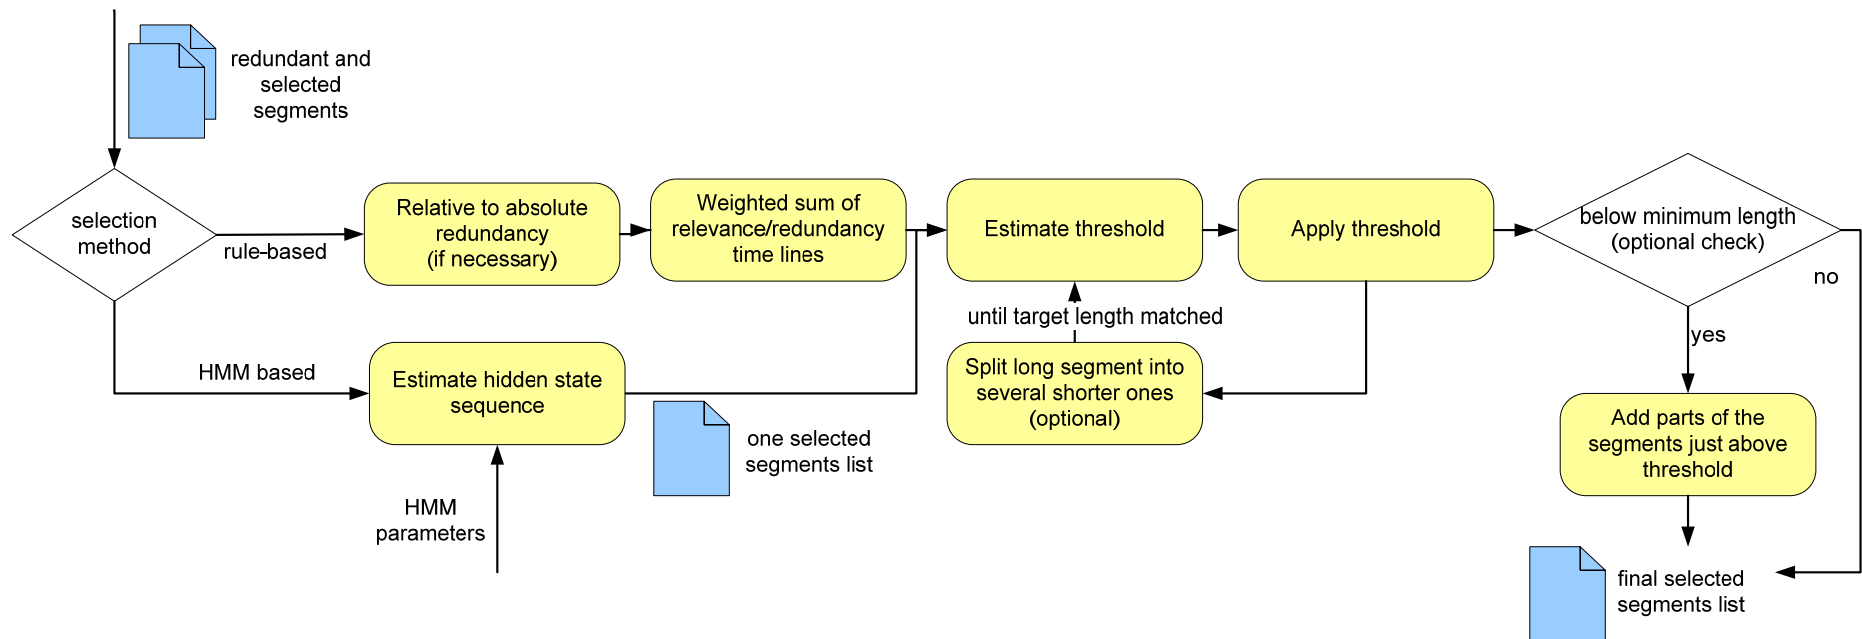 redundant and
selected
segments
selection
method
rule-based
Relative to absolute
redundancy
(if necessary)
Weighted sum of
relevance/redundancy
time lines
Estimate threshold
Apply threshold
below minimum length
(optional check)
no
yes
until target length matched
Split long segment into
several shorter ones
(optional)
HMM based
Estimate hidden state
sequence
one selected
segments list
HMM
parameters
Add parts of the
segments just above
threshold
final selected
segments list